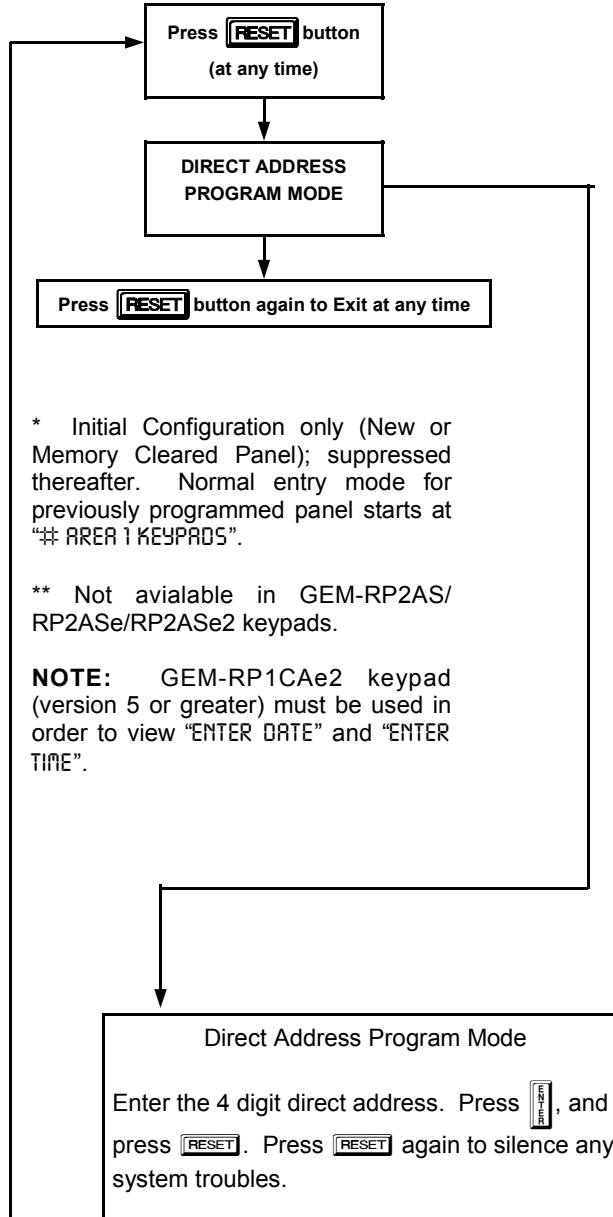 Press RESET button
(at any time)
DIRECT ADDRESS
PROGRAM MODE
Press RESET button again to Exit at any time
* Initial Configuration only (New or
Memory Cleared Panel); suppressed
thereafter. Normal entry mode for
previously programmed panel starts at
“# AREA 1 KEYPADS”.
** Not avialable in GEM-RP2AS/
RP2ASe/RP2ASe2 keypads.
NOTE: GEM-RP1CAe2 keypad
(version 5 or greater) must be used in
order to view “ENTER DATE” and “ENTER
TIME”.
Direct Address Program Mode
Enter the 4 digit direct address. Press ENTER, and
press RESET. Press RESET again to silence any
system troubles.